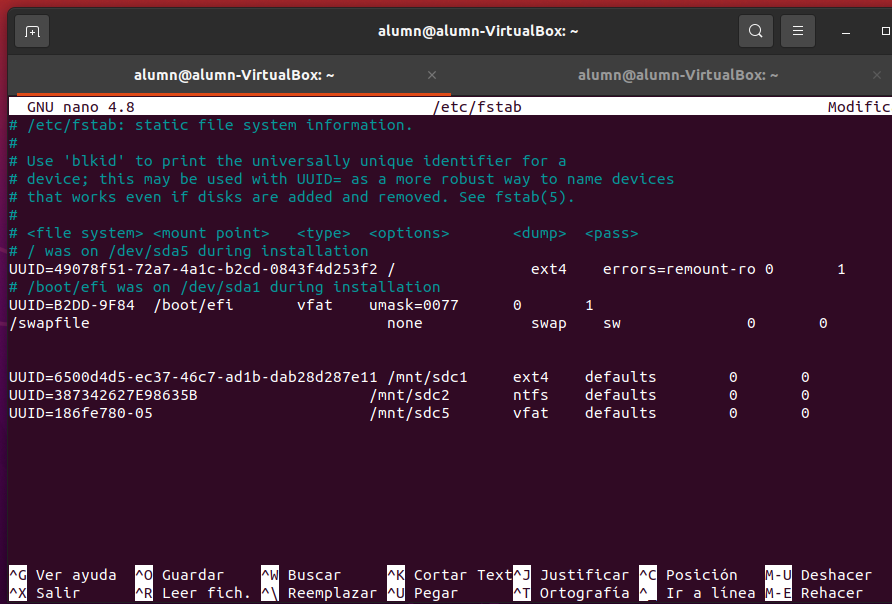 alumn@alumn-VirtualBox: ~
alumn@alumn-VirtualBox: ~ × alumn@alumn-VirtualBox: ~ ×
GNU nano 4.8 /etc/fstab Modific
# /etc/fstab: static file system information.
#
# Use 'blkid' to print the universally unique identifier for a
# device; this may be used with UUID= as a more robust way to name devices
# that works even if disks are added and removed. See fstab(5).
#
# <file system> <mount point>   <type>  <options>       <dump>  <pass>
# / was on /dev/sda5 during installation
UUID=49078f51-72a7-4a1c-b2cd-0843f4d253f2 /               ext4    errors=remount-ro 0       1
# /boot/efi was on /dev/sda1 during installation
UUID=B2DD-9F84  /boot/efi       vfat    umask=0077      0       1
/swapfile                                 none            swap    sw              0       0
UUID=6500d4d5-ec37-46c7-ad1b-dab28d287e11 /mnt/sdc1     ext4    defaults        0       0
UUID=387342627E98635B                   /mnt/sdc2       ntfs    defaults        0       0
UUID=186fe780-05                        /mnt/sdc5       vfat    defaults        0       0
^G Ver ayuda ^O Guardar ^W Buscar ^K Cortar Text ^J Justificar ^C Posición M-U Deshacer
^X Salir ^R Leer fich. ^\ Reemplazar ^U Pegar ^T Ortografía ^_ Ir a línea M-E Rehacer